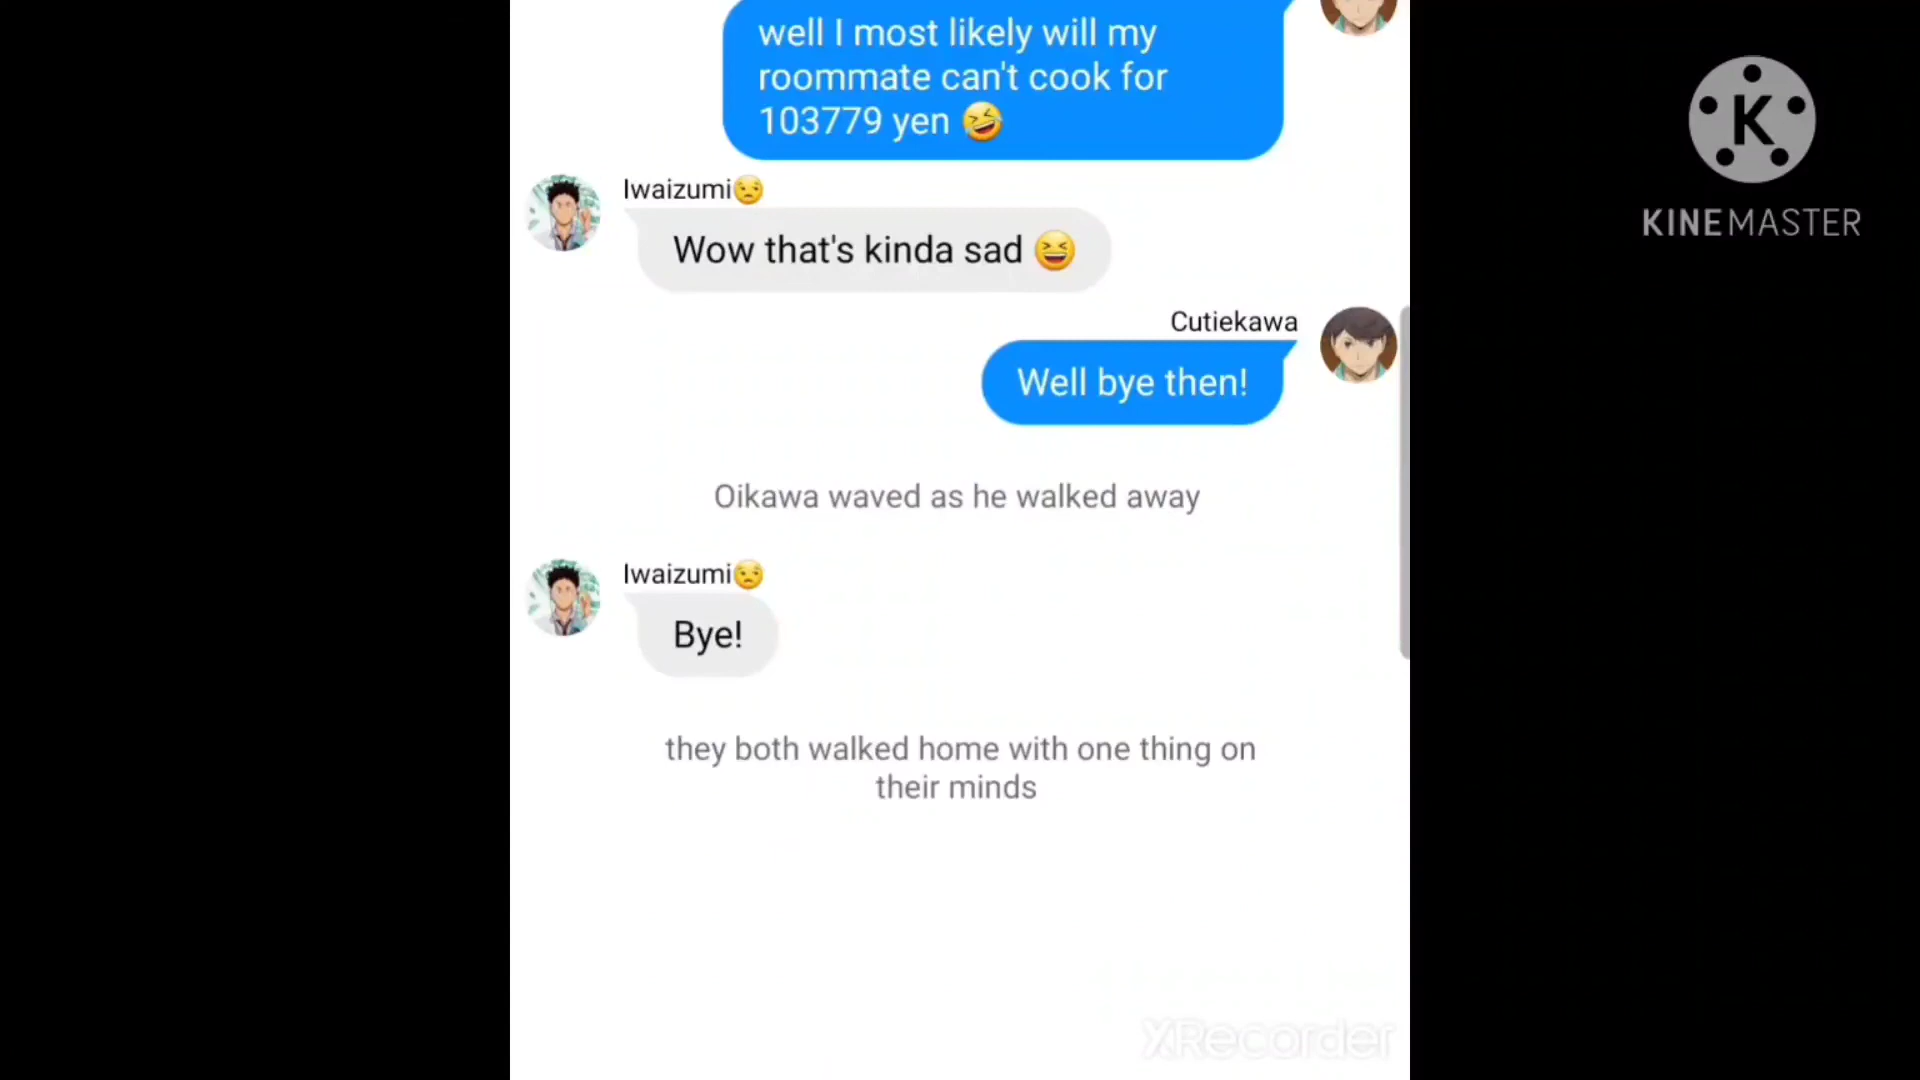 well I most likely will my
roommate can't cook for
103779 yen 🤣
KINEMASTER
Iwaizumi😒
Wow that's kinda sad 😆
Cutiekawa
Well bye then!
Oikawa waved as he walked away
Iwaizumi😒
Bye!
they both walked home with one thing on
their minds
XRecorder